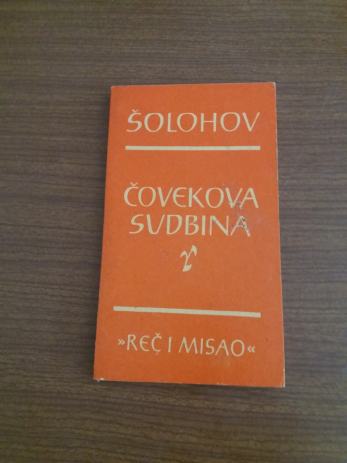 ŠOLOHOV
ČOVEKOVA
SUDBINA
»REČ I MISAO«